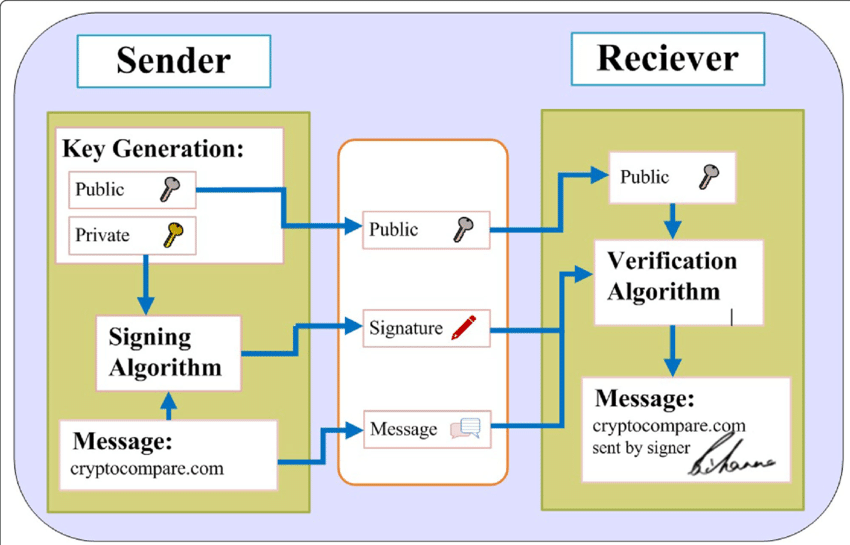 Sender
Reciever
Key Generation:
Public
Private
Signing
Algorithm
Message:
cryptocompare.com
Public
Signature
Message
Public
Verification
Algorithm
Message:
cryptocompare.com
sent by signer